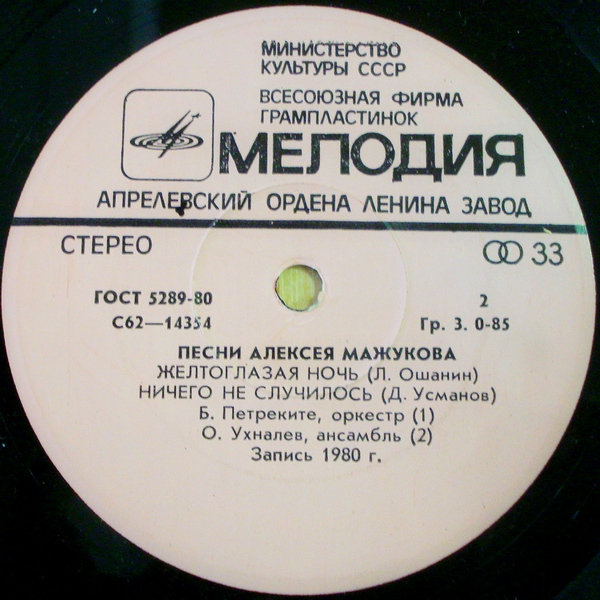 МИНИСТЕРСТВО
КУЛЬТУРЫ СССР
ВСЕСОЮЗНАЯ ФИРМА
ГРАМПЛАСТИНОК
МЕЛОДИЯ
АПРЕЛЕВСКИЙ ОРДЕНА ЛЕНИНА ЗАВОД
СТЕРЕО 33
ГОСТ 5289-80 2
С62—14354 Гр. 3. 0-85
ПЕСНИ АЛЕКСЕЯ МАЖУКОВА
ЖЕЛТОГЛАЗАЯ НОЧЬ (Л. Ошанин)
НИЧЕГО НЕ СЛУЧИЛОСЬ (Д. Усманов)
Б. Петреките, оркестр (1)
О. Ухналев, ансамбль (2)
Запись 1980 г.